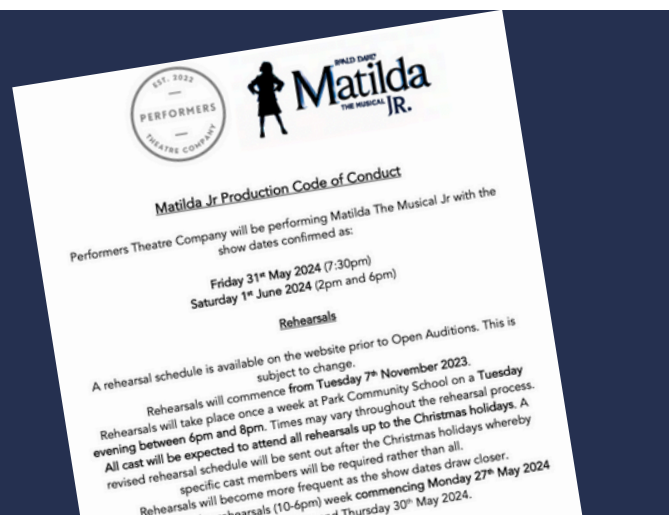 EST. 2022
PERFORMERS
THEATRE COMPANY
ROALD DAHL'S
Matilda
THE MUSICAL
JR.
Matilda Jr Production Code of Conduct
Performers Theatre Company will be performing Matilda The Musical Jr with the
show dates confirmed as:
Friday 31st May 2024 (7:30pm)
Saturday 1st June 2024 (2pm and 6pm)
Rehearsals
A rehearsal schedule is available on the website prior to Open Auditions. This is
subject to change.
Rehearsals will commence from Tuesday 7th November 2023.
Rehearsals will take place once a week at Park Community School on a Tuesday
evening between 6pm and 8pm. Times may vary throughout the rehearsal process.
All cast will be expected to attend all rehearsals up to the Christmas holidays. A
revised rehearsal schedule will be sent out after the Christmas holidays whereby
specific cast members will be required rather than all.
Rehearsals will become more frequent as the show dates draw closer.
rehearsals (10-6pm) week commencing Monday 27th May 2024
Thursday 30th May 2024.